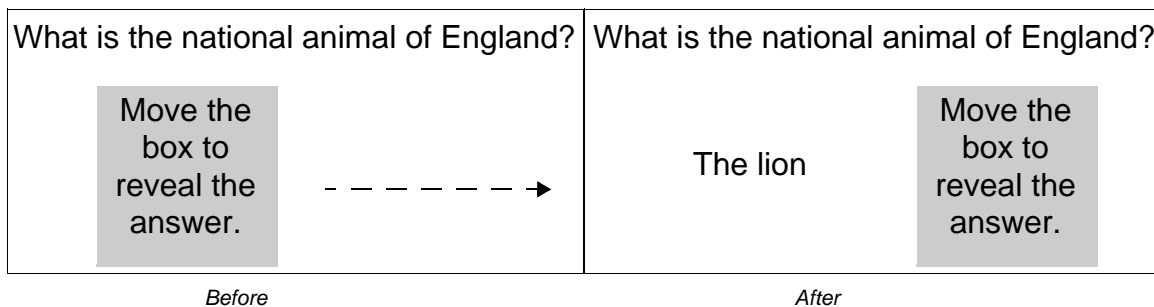 What is the national animal of England?
Move the
box to
reveal the
answer.
Before
What is the national animal of England?
The lion
Move the
box to
reveal the
answer.
After